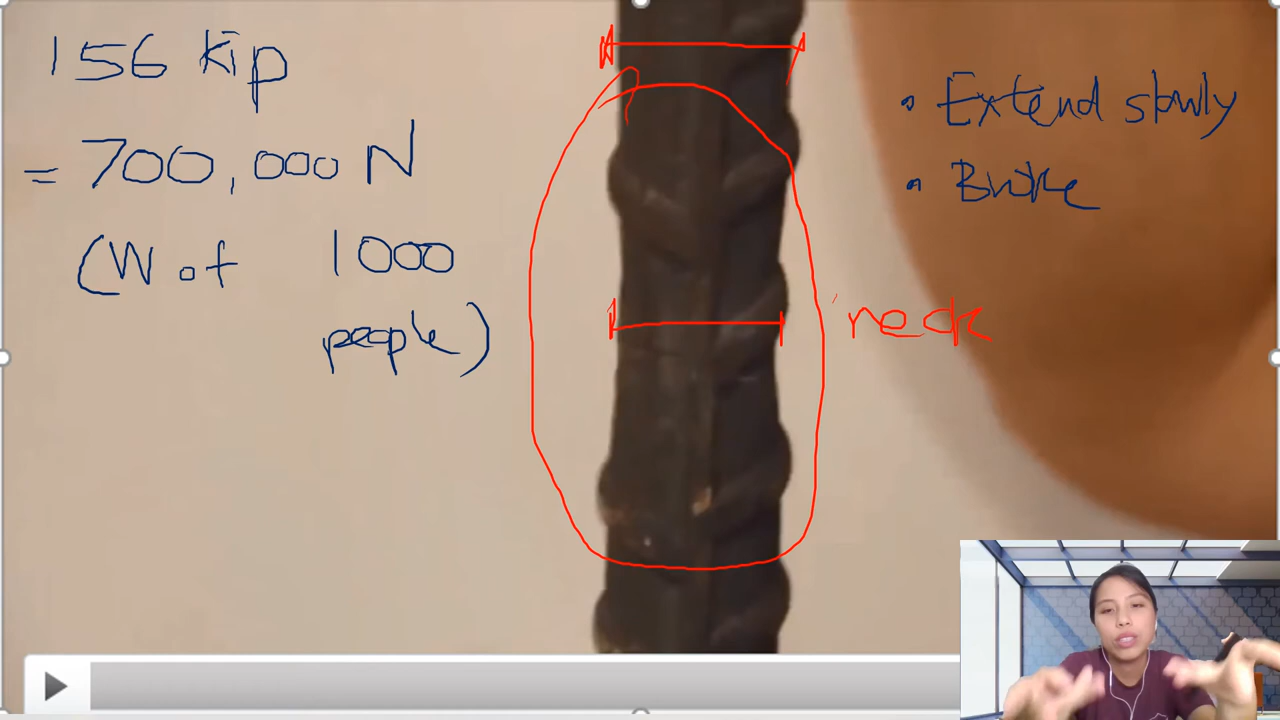 156 kip
= 700,000 N
(W of 1000
people)
• Extend slowly
• Broke
neck